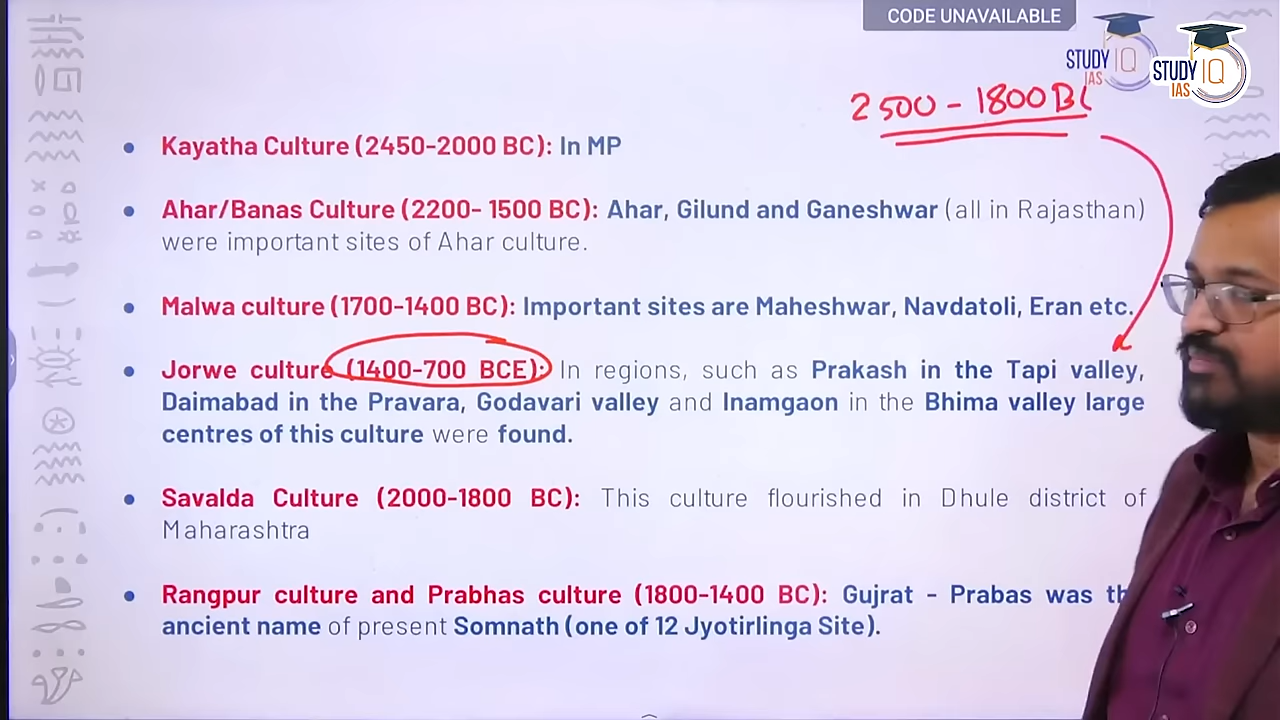 CODE UNAVAILABLE
STUDY IQ
IAS
STUDY IQ
IAS
2500 - 1800 BC
• Kayatha Culture (2450-2000 BC): In MP
• Ahar/Banas Culture (2200- 1500 BC): Ahar, Gilund and Ganeshwar (all in Rajasthan)
were important sites of Ahar culture.
• Malwa culture (1700-1400 BC): Important sites are Maheshwar, Navdatoli, Eran etc.
• Jorwe culture (1400-700 BCE): In regions, such as Prakash in the Tapi valley,
Daimabad in the Pravara, Godavari valley and Inamgaon in the Bhima valley large
centres of this culture were found.
• Savalda Culture (2000-1800 BC): This culture flourished in Dhule district of
Maharashtra
• Rangpur culture and Prabhas culture (1800-1400 BC): Gujrat - Prabas was th
ancient name of present Somnath (one of 12 Jyotirlinga Site).